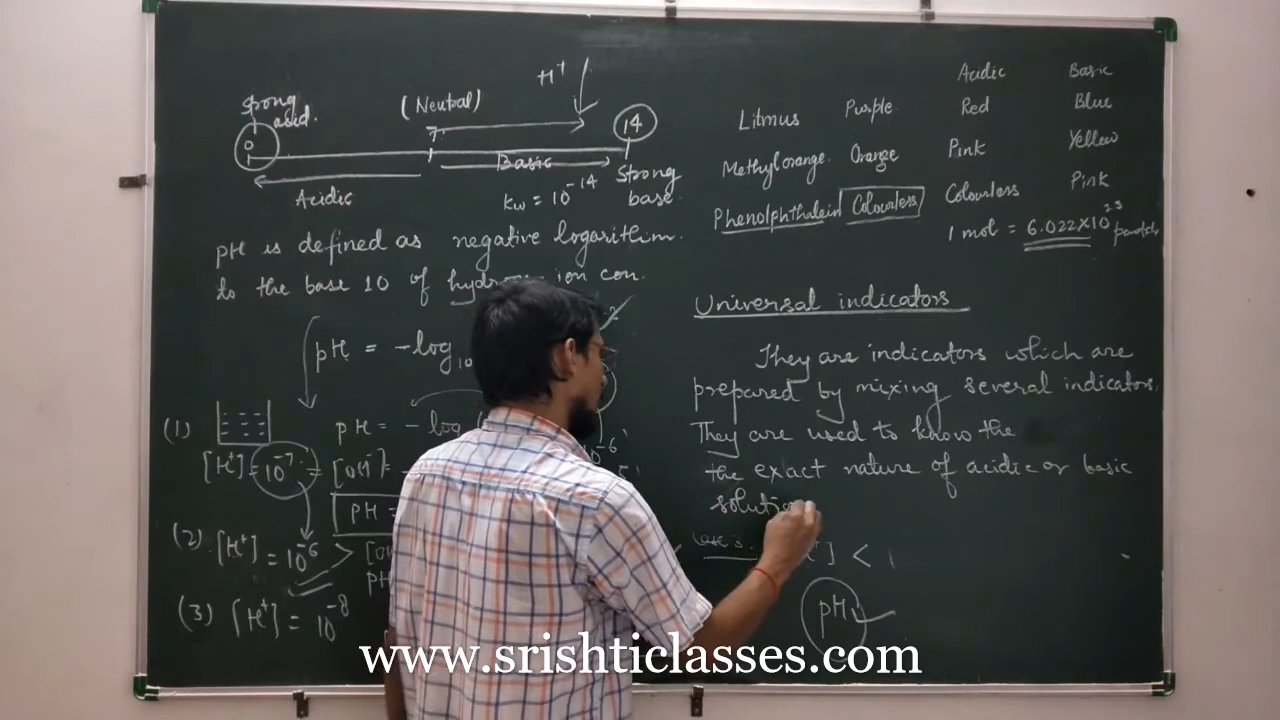 strong
acid.
(Neutral)
H+
14
0
7
Basic
Strong
base.
Acidic
kw = 10^-14
pH is defined as negative logarithim.
to the base 10 of ion con.
pH = -log10
(1)
pH = - log
[H+] = 10^-7 = [OH-] =
10^-6
pH =
(2) [H+] = 10^-6 >
pH
(3) [H+] = 10^-8
Acidic Basic
Litmus Purple Red Blue
Methyl orange. Orange Pink Yellow
Phenolphthalein Colourless Colourless Pink
1 mol = 6.022×10^23
Universal indicators
They are indicators which are
prepared by mixing several indicators.
They are used to know the
the exact nature of acidic or basic
solution
] < 1
pH
www.srishticlasses.com